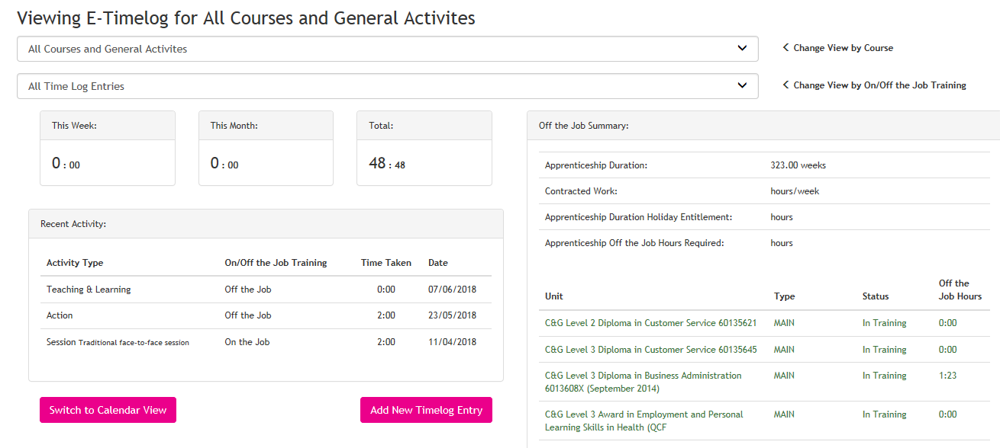 Viewing E-Timelog for All Courses and General Activites
All Courses and General Activites
Change View by Course
All Time Log Entries
Change View by On/Off the Job Training
This Week:
0 : 00
This Month:
0 : 00
Total:
48 : 48
Recent Activity:
Activity Type On/Off the Job Training Time Taken Date
Teaching & Learning Off the Job 0:00 07/06/2018
Action Off the Job 2:00 23/05/2018
Session Traditional face-to-face session On the Job 2:00 11/04/2018
Switch to Calendar View
Add New Timelog Entry
Off the Job Summary:
Apprenticeship Duration: 323.00 weeks
Contracted Work: hours/week
Apprenticeship Duration Holiday Entitlement: hours
Apprenticeship Off the Job Hours Required: hours
Unit Type Status Off the
Job Hours
C&G Level 2 Diploma in Customer Service 60135621 MAIN In Training 0:00
C&G Level 3 Diploma in Customer Service 60135645 MAIN In Training 0:00
C&G Level 3 Diploma in Business Administration MAIN In Training 1:23
6013608X (September 2014)
C&G Level 3 Award in Employment and Personal MAIN In Training 0:00
Learning Skills in Health (QCF